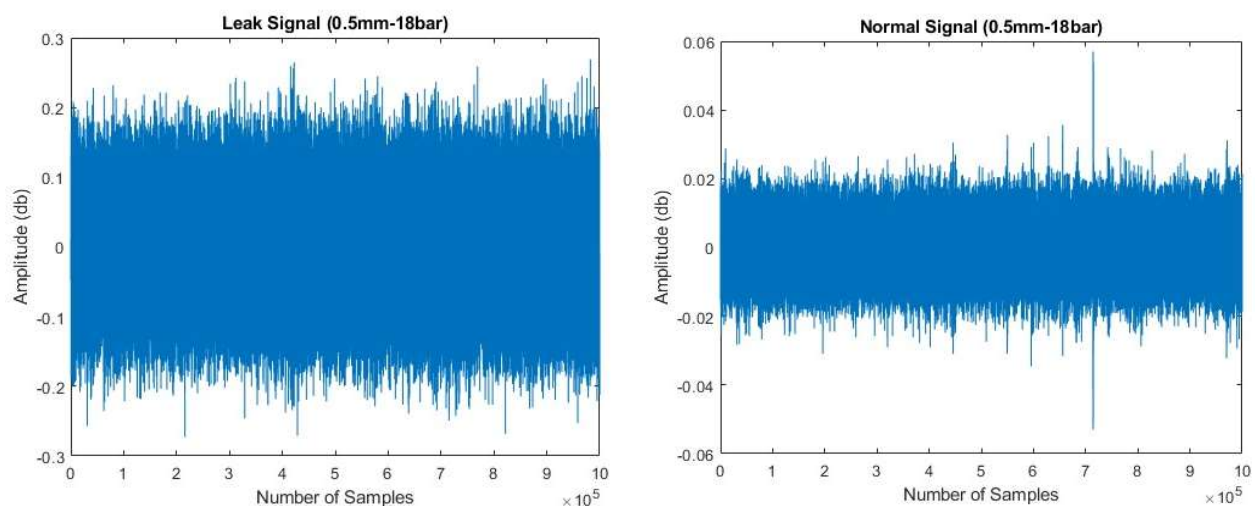 Leak Signal (0.5mm-18bar)
0.3
0.2
0.1
0
-0.1
-0.2
-0.3
Amplitude (db)
0 1 2 3 4 5 6 7 8 9 10
Number of Samples
× 10^5
Normal Signal (0.5mm-18bar)
0.06
0.04
0.02
0
-0.02
-0.04
-0.06
Amplitude (db)
0 1 2 3 4 5 6 7 8 9 10
Number of Samples
× 10^5